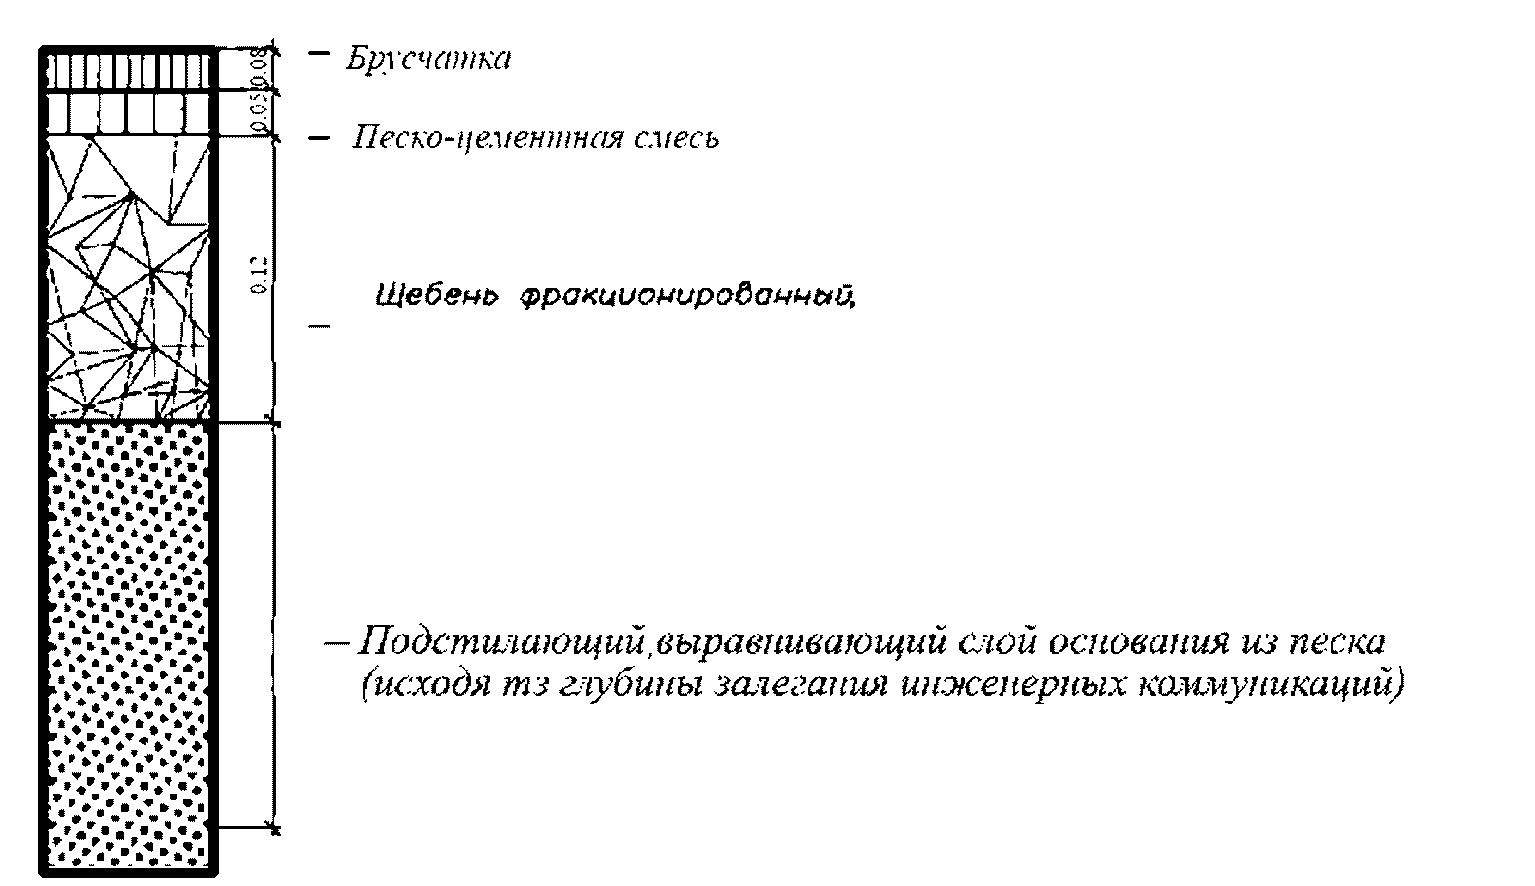 0.08
– Брусчатка
0.05
– Песко-цементная смесь
0.12
Щебень фракционированный,
–
– Подстилающий,выравнивающий слой основания из песка
(исходя тз глубины залегания инженерных коммуникаций)